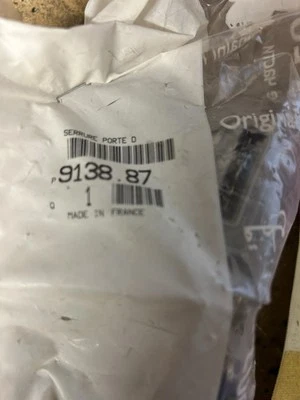 Origin
SERRURE PORTE D
P 9138.87
Q 1
MADE IN FRANCE